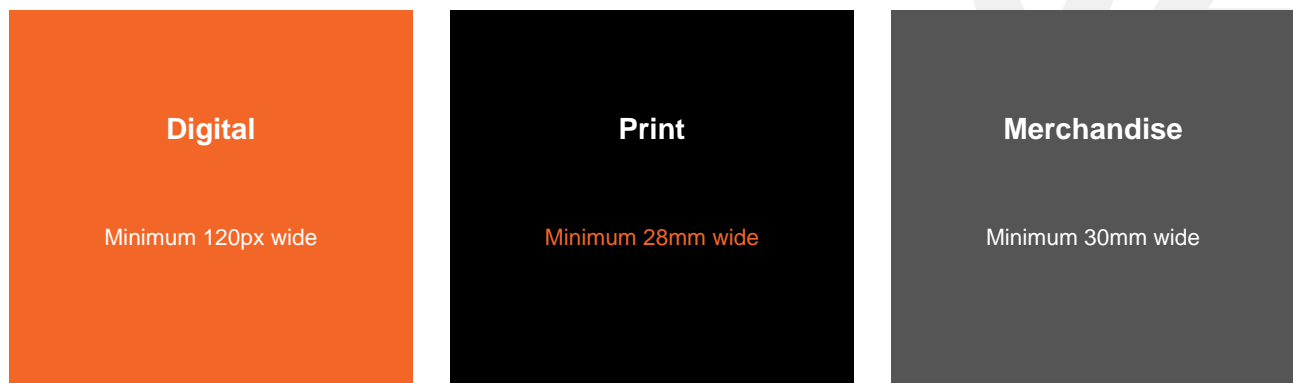 Digital
Minimum 120px wide
Print
Minimum 28mm wide
Merchandise
Minimum 30mm wide